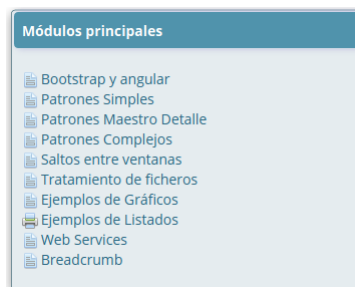 Módulos principales
Bootstrap y angular
Patrones Simples
Patrones Maestro Detalle
Patrones Complejos
Saltos entre ventanas
Tratamiento de ficheros
Ejemplos de Gráficos
Ejemplos de Listados
Web Services
Breadcrumb